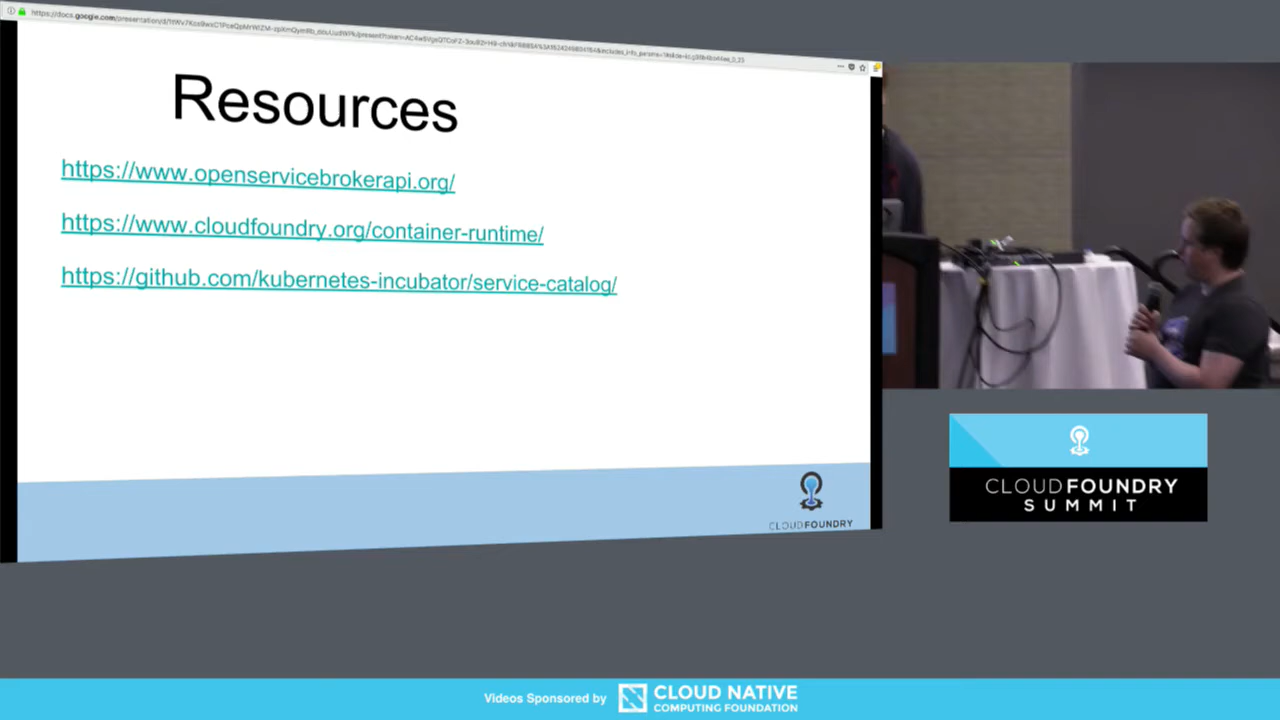 Resources
https://www.openservicebrokerapi.org/
https://www.cloudfoundry.org/container-runtime/
https://github.com/kubernetes-incubator/service-catalog/
CLOUDFOUNDRY
CLOUDFOUNDRY
SUMMIT
Videos Sponsored by
CLOUD NATIVE
COMPUTING FOUNDATION